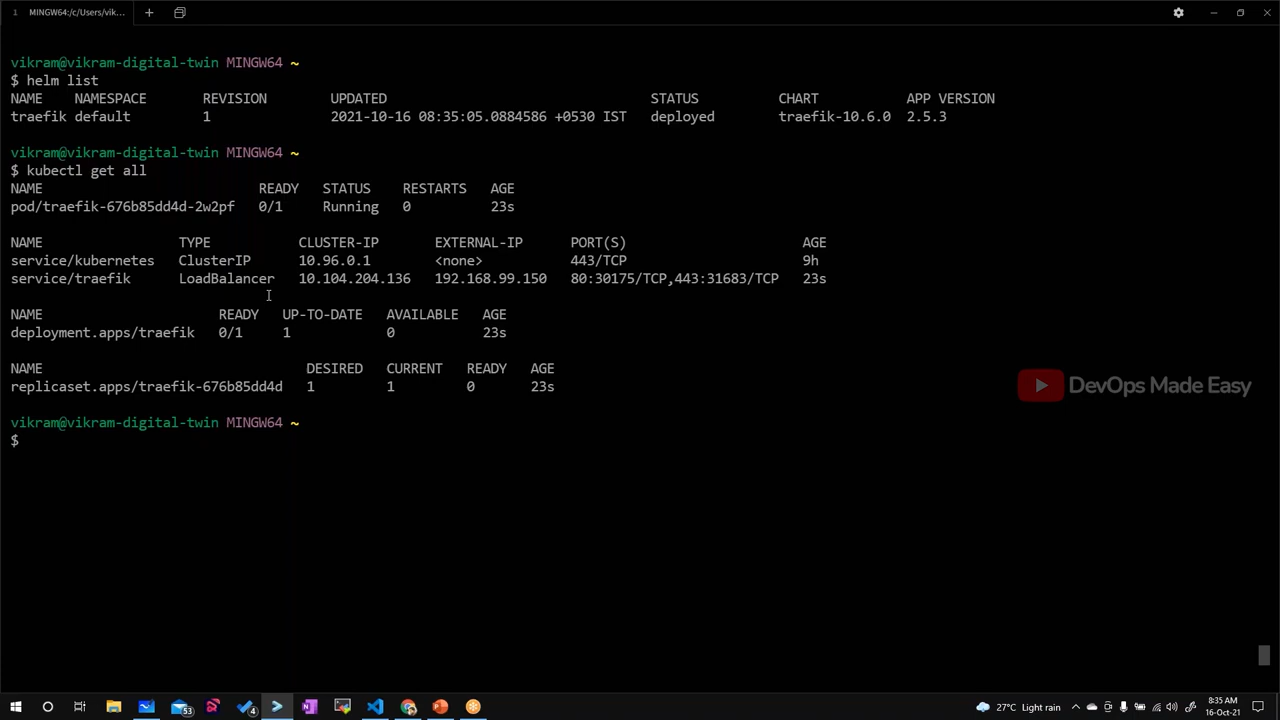 1 MINGW64:/c/Users/vik...
vikram@vikram-digital-twin MINGW64 ~
$ helm list
NAME NAMESPACE REVISION UPDATED STATUS CHART APP VERSION
traefik default 1 2021-10-16 08:35:05.0884586 +0530 IST deployed traefik-10.6.0 2.5.3
vikram@vikram-digital-twin MINGW64 ~
$ kubectl get all
NAME READY STATUS RESTARTS AGE
pod/traefik-676b85dd4d-2w2pf 0/1 Running 0 23s
NAME TYPE CLUSTER-IP EXTERNAL-IP PORT(S) AGE
service/kubernetes ClusterIP 10.96.0.1 <none> 443/TCP 9h
service/traefik LoadBalancer 10.104.204.136 192.168.99.150 80:30175/TCP,443:31683/TCP 23s
NAME READY UP-TO-DATE AVAILABLE AGE
deployment.apps/traefik 0/1 1 0 23s
NAME DESIRED CURRENT READY AGE
replicaset.apps/traefik-676b85dd4d 1 1 0 23s
DevOps Made Easy
vikram@vikram-digital-twin MINGW64 ~
$
53
4
27°C Light rain
8:35 AM
16-Oct-21